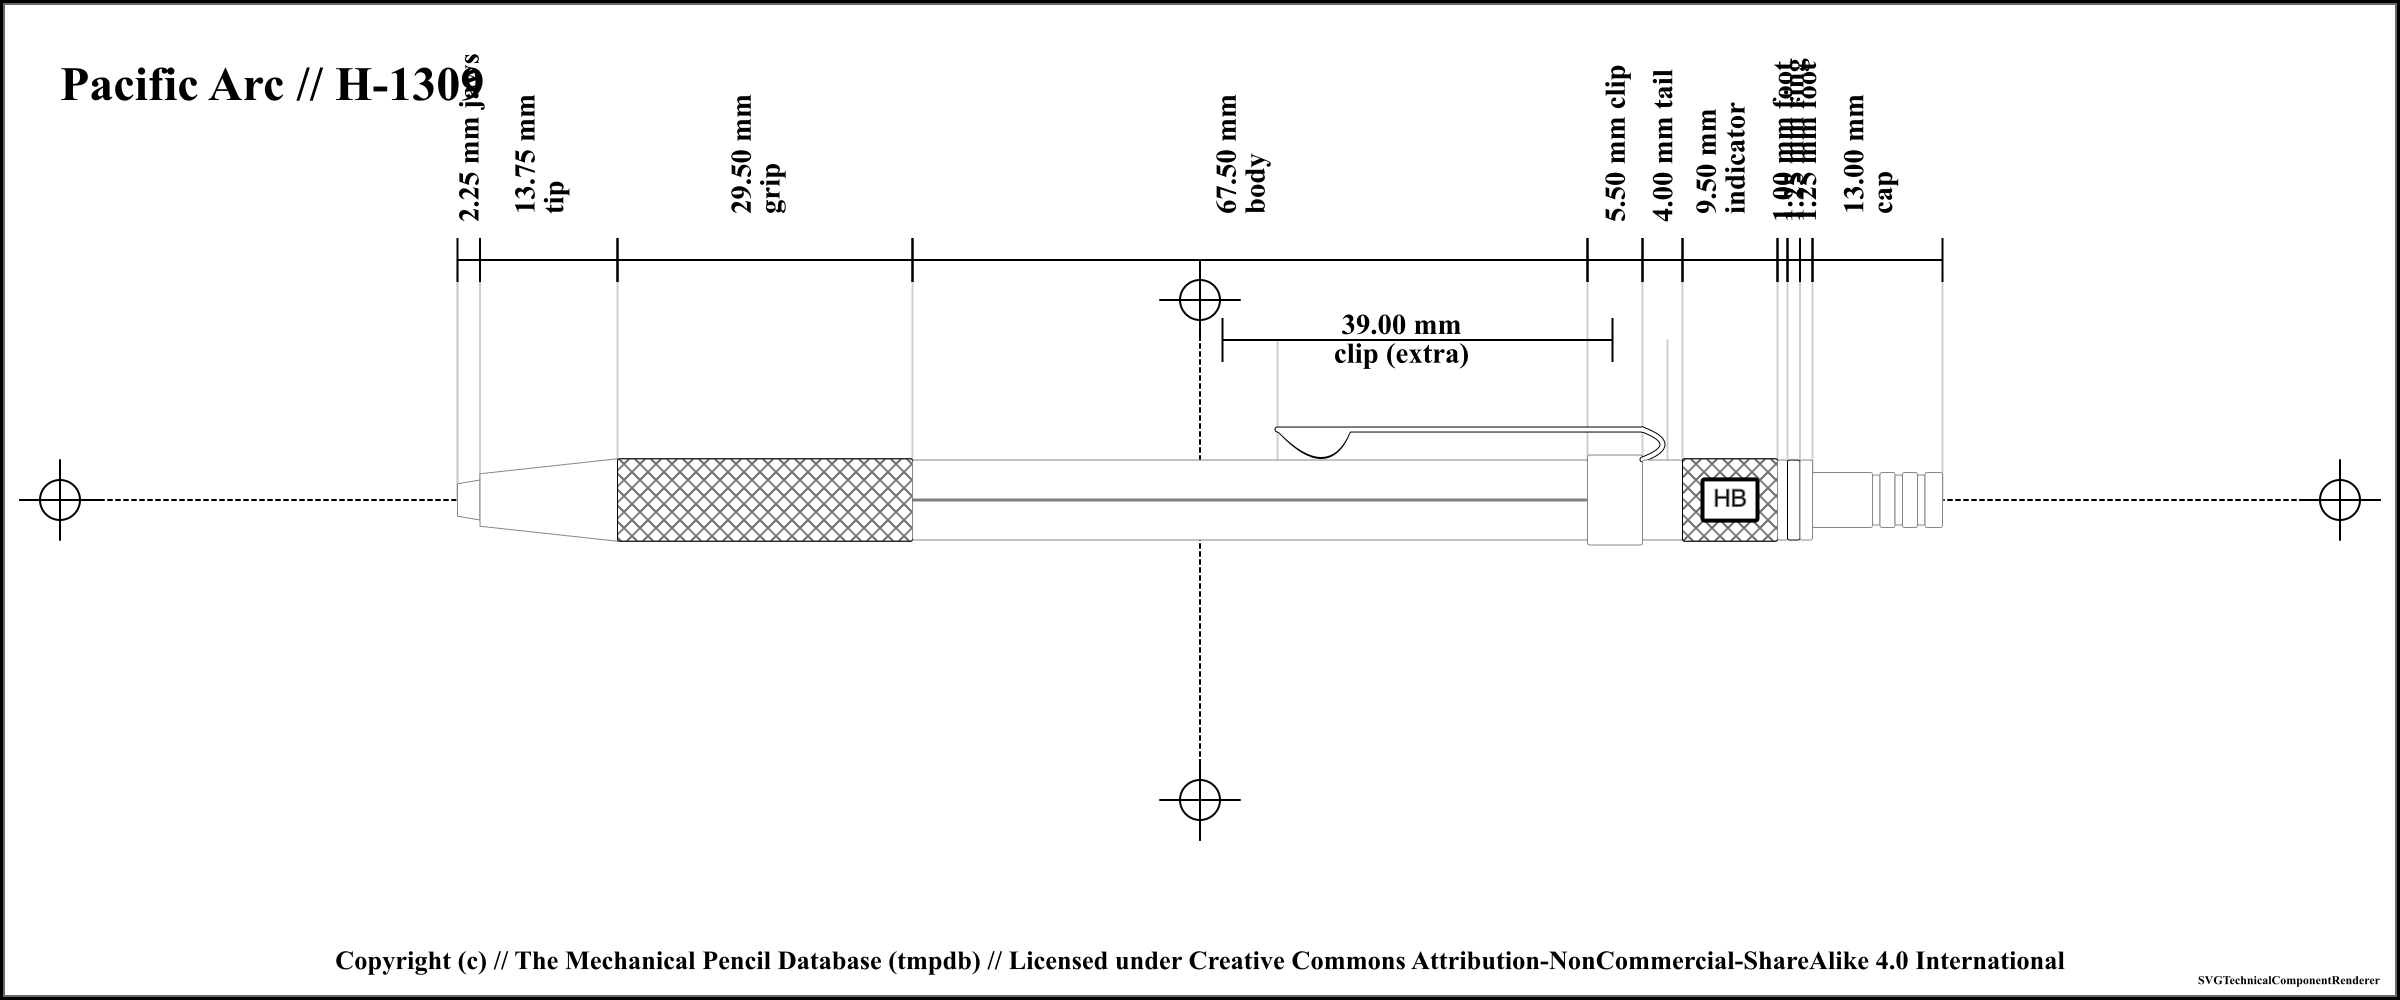 Pacific Arc // H-1309
2.25 mm jaws
13.75 mm
tip
29.50 mm
grip
67.50 mm
body
5.50 mm clip
4.00 mm tail
9.50 mm
indicator
1.00 mm foot
1.25 mm ring
1.25 mm foot
13.00 mm
cap
39.00 mm
clip (extra)
HB
Copyright (c) // The Mechanical Pencil Database (tmpdb) // Licensed under Creative Commons Attribution-NonCommercial-ShareAlike 4.0 International
SVGTechnicalComponentRenderer